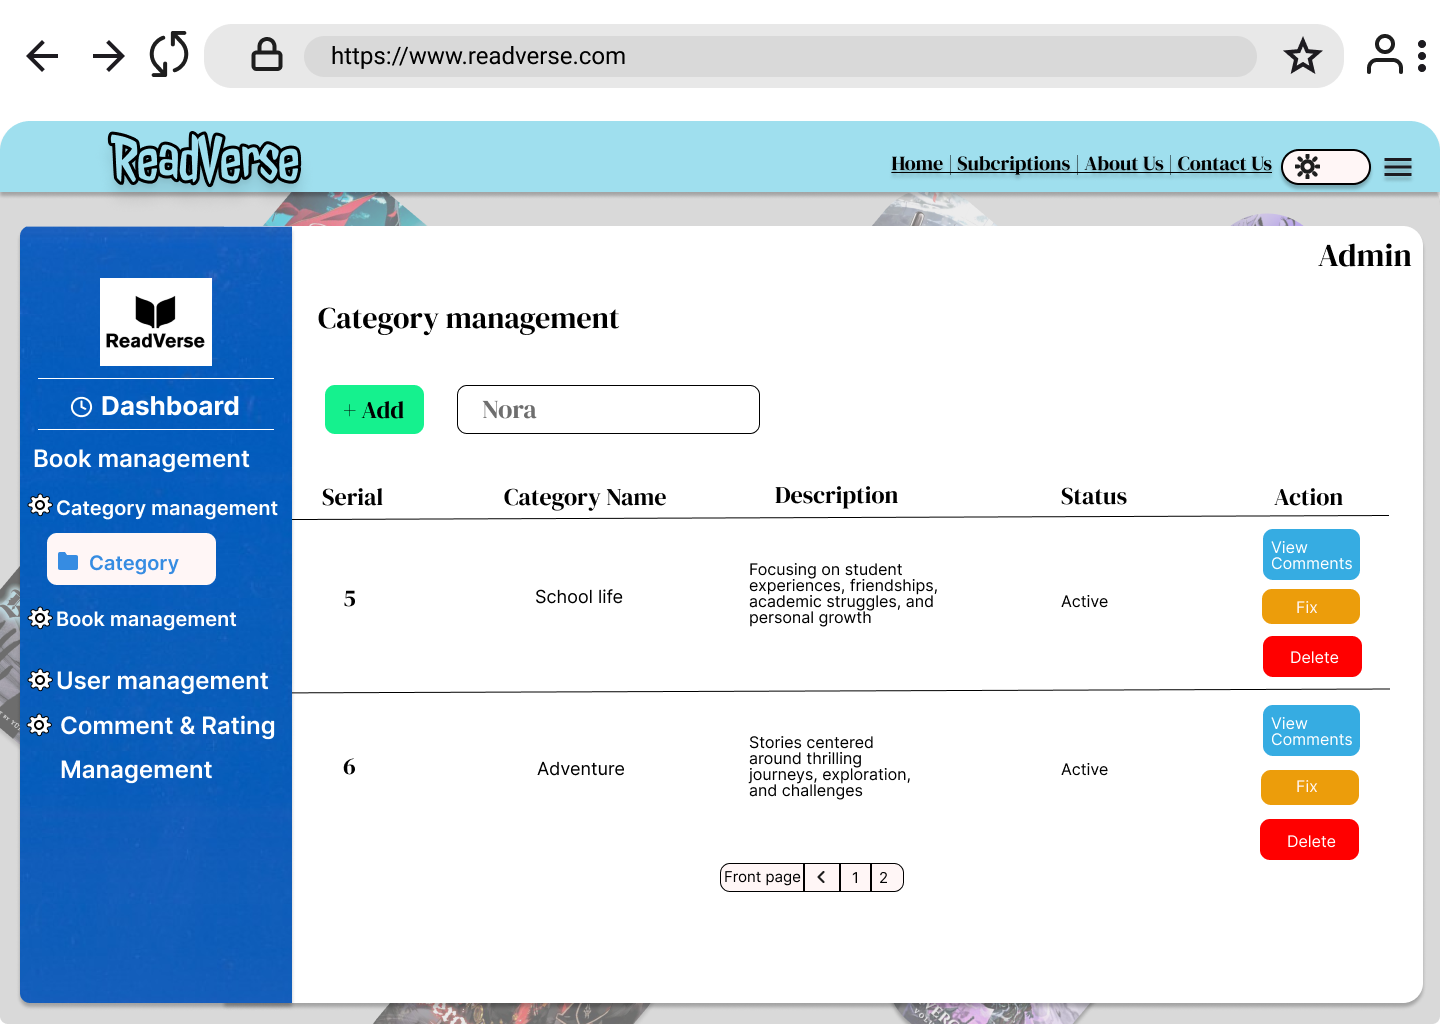 https://www.readverse.com
ReadVerse
Home | Subcriptions | About Us | Contact Us
Admin
ReadVerse
Dashboard
Book management
Category management
Category
Book management
User management
Comment & Rating
Management
Category management
+ Add
Nora
Serial
Category Name
Description
Status
Action
5
School life
Focusing on student
experiences, friendships,
academic struggles, and
personal growth
Active
View
Comments
Fix
Delete
6
Adventure
Stories centered
around thrilling
journeys, exploration,
and challenges
Active
View
Comments
Fix
Delete
Front page
1
2